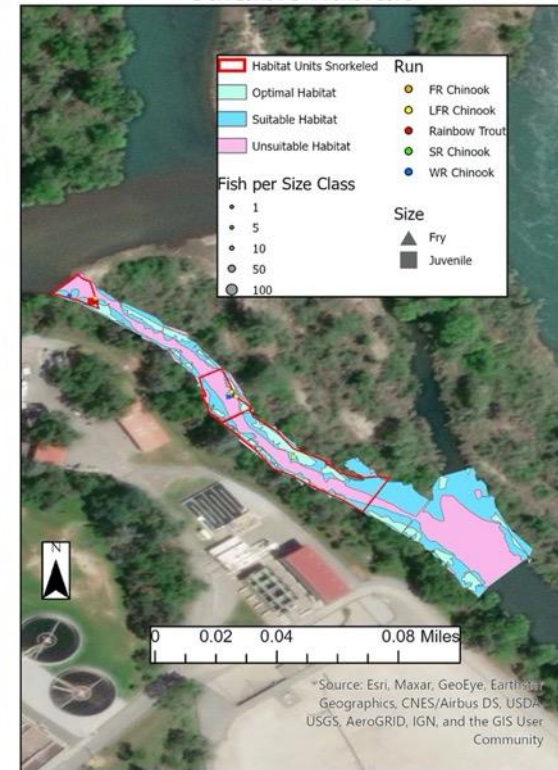 Habitat Units Snorkeled
Optimal Habitat
Suitable Habitat
Unsuitable Habitat
Fish per Size Class
1
5
10
50
100
Run
FR Chinook
LFR Chinook
Rainbow Trout
SR Chinook
WR Chinook
Size
Fry
Juvenile
N
0 0.02 0.04 0.08 Miles
Source: Esri, Maxar, GeoEye, Earthstar
Geographics, CNES/Airbus DS, USDA,
USGS, AeroGRID, IGN, and the GIS User
Community